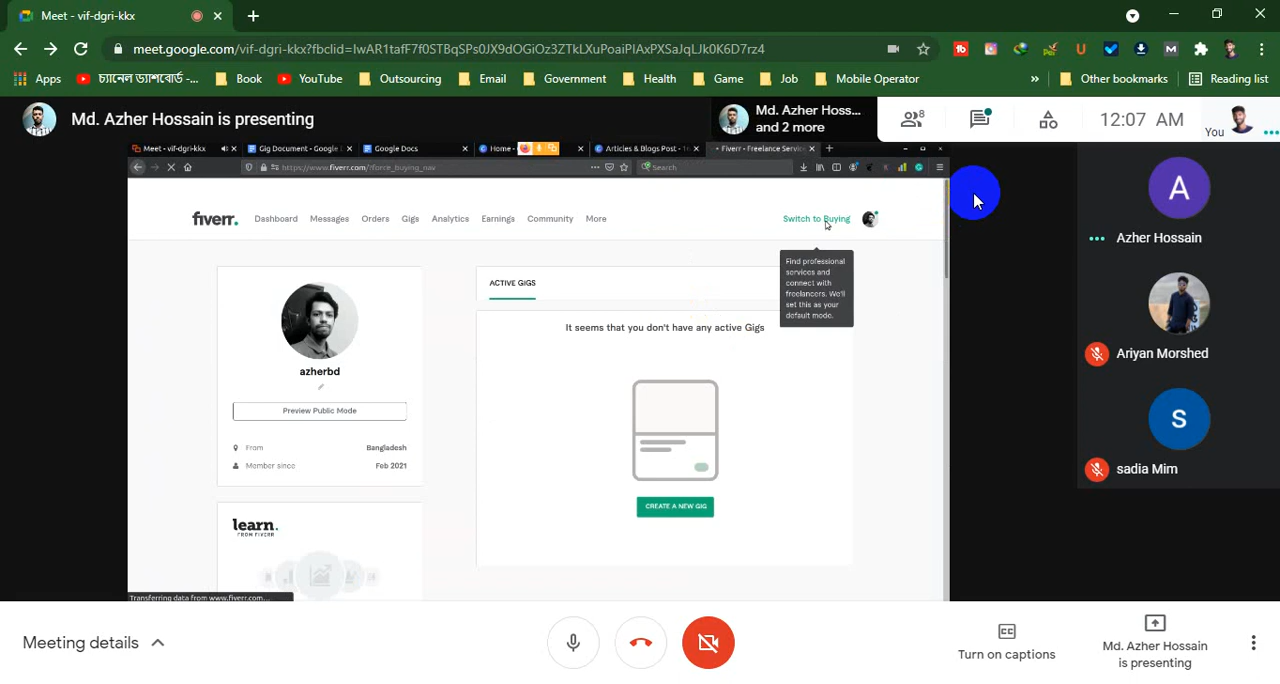 Meet - vif-dgri-kkx
meet.google.com/vif-dgri-kkx?fbclid=IwAR1tafF7f0STBqSPs0JX9dOGiOz3ZTkLXuPoaiPIAxPXSaJqLJk0K6D7rz4
Apps
চ্যানেল ড্যাশবোর্ড -...
Book
YouTube
Outsourcing
Email
Government
Health
Game
Job
Mobile Operator
»
Other bookmarks
Reading list
Md. Azher Hossain is presenting
Md. Azher Hoss...
and 2 more
8
12:07 AM
You
Meet - vif-dgri-kkx
Gig Document - Google
Google Docs
Home -
Articles & Blogs Post -
Fiverr - Freelance Servic
https://www.fiverr.com/?force_buying_nav
Search
fiverr.
Dashboard
Messages
Orders
Gigs
Analytics
Earnings
Community
More
Switch to Buying
Find professional
services and
connect with
freelancers. We'll
set this as your
default mode.
ACTIVE GIGS
It seems that you don't have any active Gigs
CREATE A NEW GIG
azherbd
Preview Public Mode
From
Bangladesh
Member since
Feb 2021
learn.
FROM FIVERR
Transferring data from www.fiverr.com...
A
Azher Hossain
Ariyan Morshed
S
sadia Mim
Meeting details
CC
Turn on captions
Md. Azher Hossain
is presenting